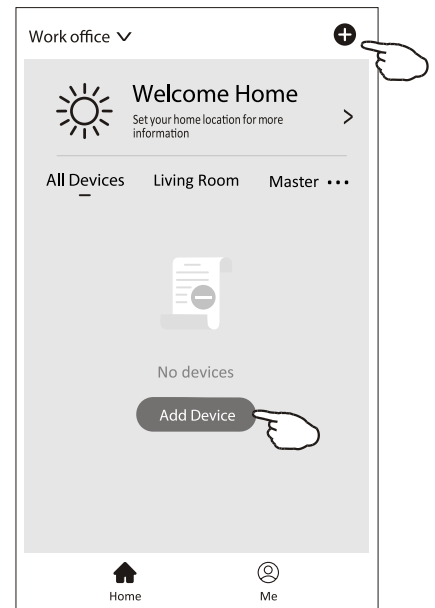 Work office
Welcome Home
Set your home location for more
information
All Devices Living Room Master ...
No devices
Add Device
Home Me